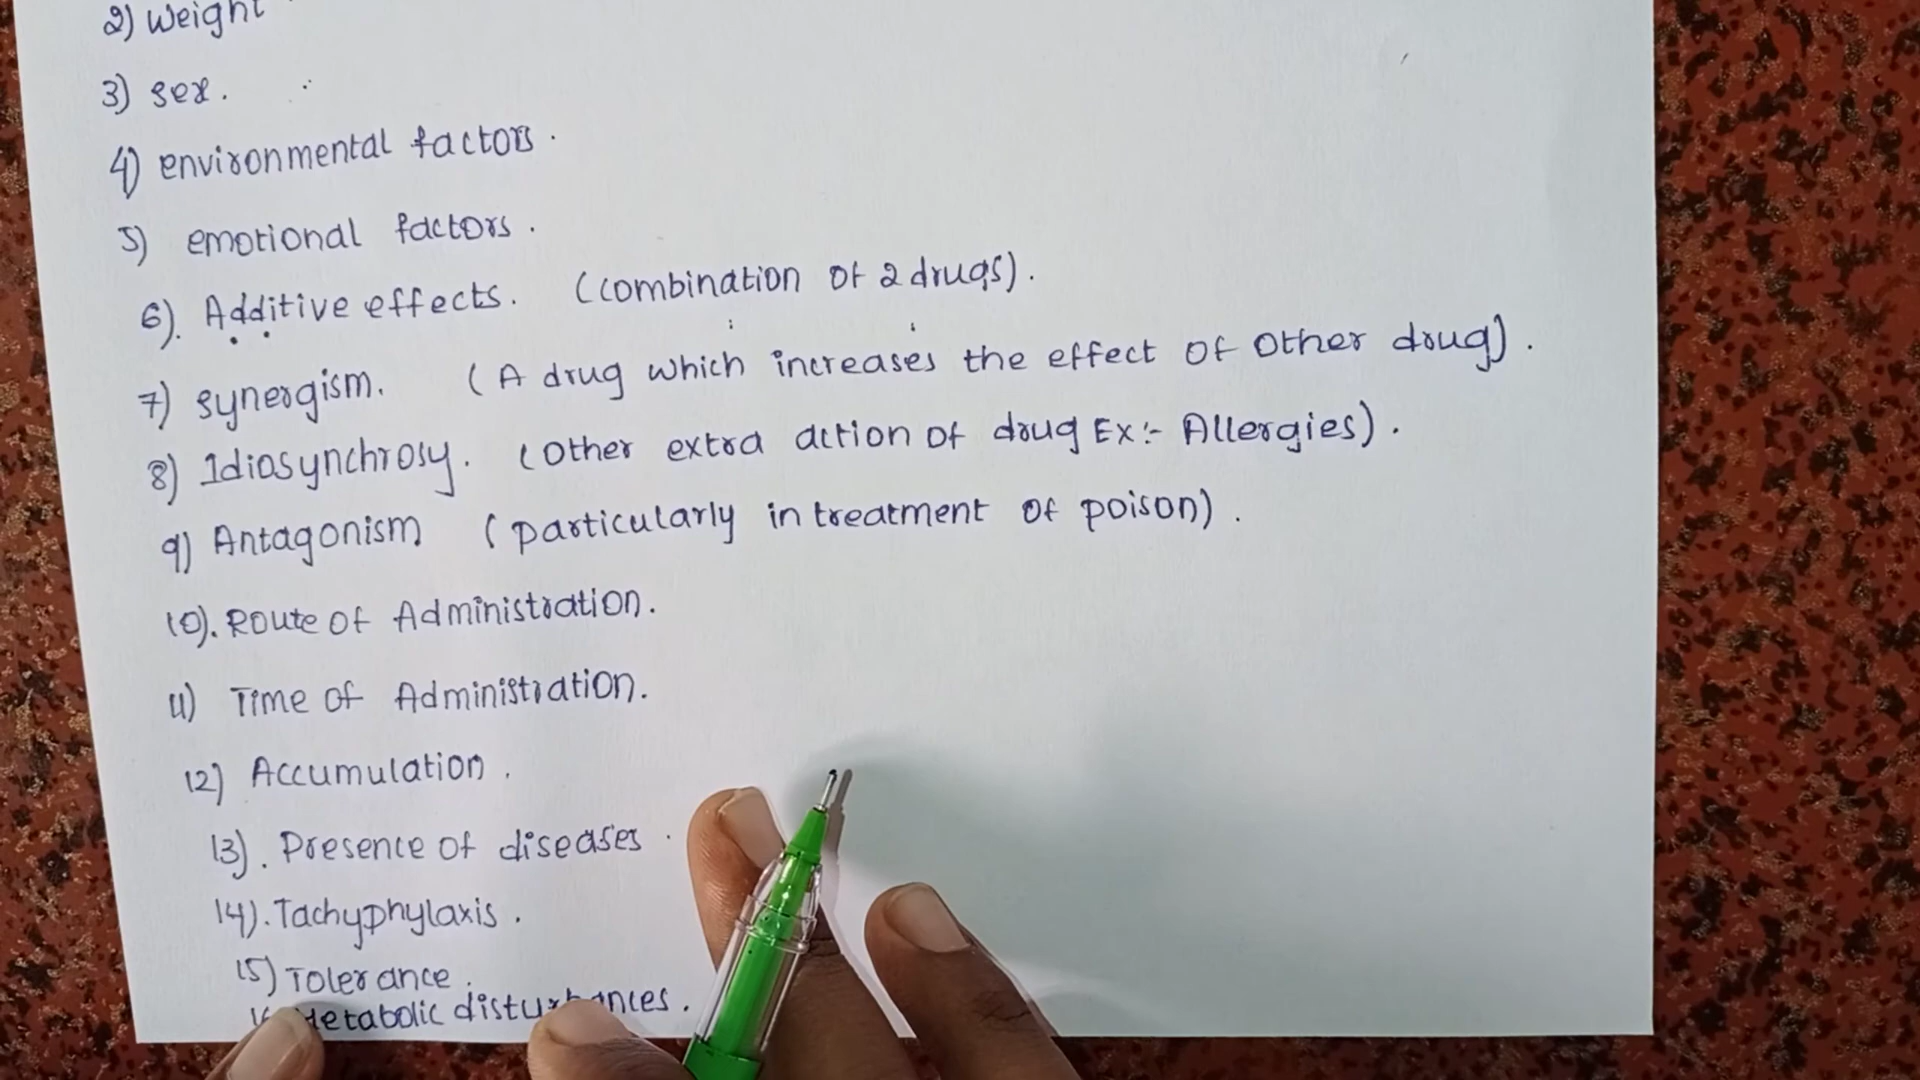 2) Weight
3) sex.
4) environmental factors.
5) emotional factors.
6). Additive effects. (combination of 2 drugs).
7) synergism. (A drug which increases the effect of other drug).
8) Idiosynchrosy. (other extra action of drug Ex:- Allergies).
9) Antagonism (particularly in treatment of poison).
10). Route of Administration.
11) Time of Administration.
12) Accumulation.
13). Presence of diseases.
14). Tachyphylaxis.
15) Tolerance.
Metabolic disturbances.